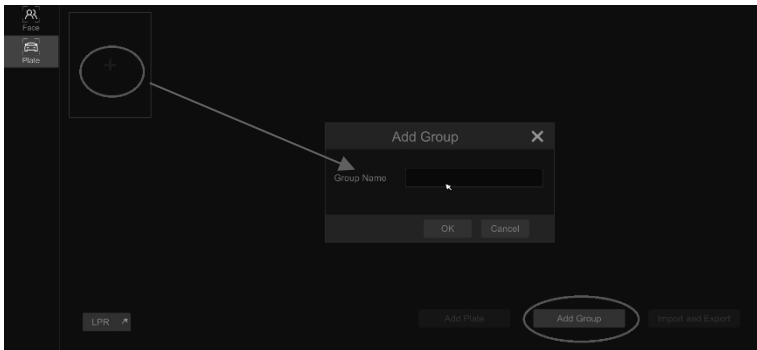 Face
Plate
Add Group
Group Name
OK Cancel
LPR
Add Plate
Add Group
Import and Export